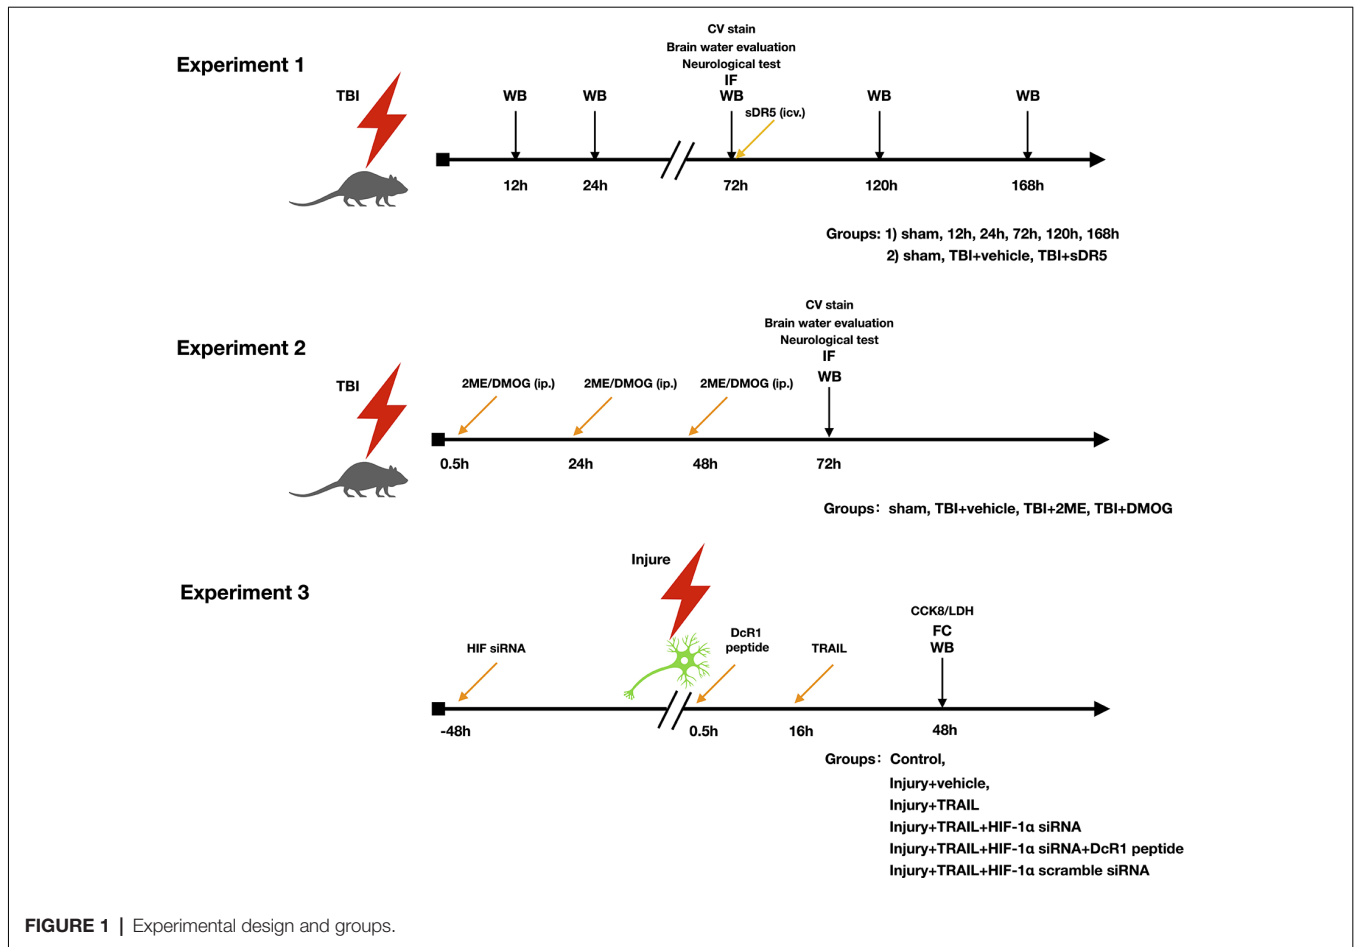 Experiment 1
TBI
CV stain
Brain water evaluation
Neurological test
IF
WB WB WB WB WB
sDR5 (icv.)
12h 24h 72h 120h 168h
Groups: 1) sham, 12h, 24h, 72h, 120h, 168h
2) sham, TBI+vehicle, TBI+sDR5
Experiment 2
TBI
CV stain
Brain water evaluation
Neurological test
IF
WB
2ME/DMOG (ip.) 2ME/DMOG (ip.) 2ME/DMOG (ip.)
0.5h 24h 48h 72h
Groups: sham, TBI+vehicle, TBI+2ME, TBI+DMOG
Experiment 3
Injure
HIF siRNA
DcR1
peptide
TRAIL
CCK8/LDH
FC
WB
-48h 0.5h 16h 48h
Groups: Control,
Injury+vehicle,
Injury+TRAIL
Injury+TRAIL+HIF-1α siRNA
Injury+TRAIL+HIF-1α siRNA+DcR1 peptide
Injury+TRAIL+HIF-1α scramble siRNA
FIGURE 1 | Experimental design and groups.